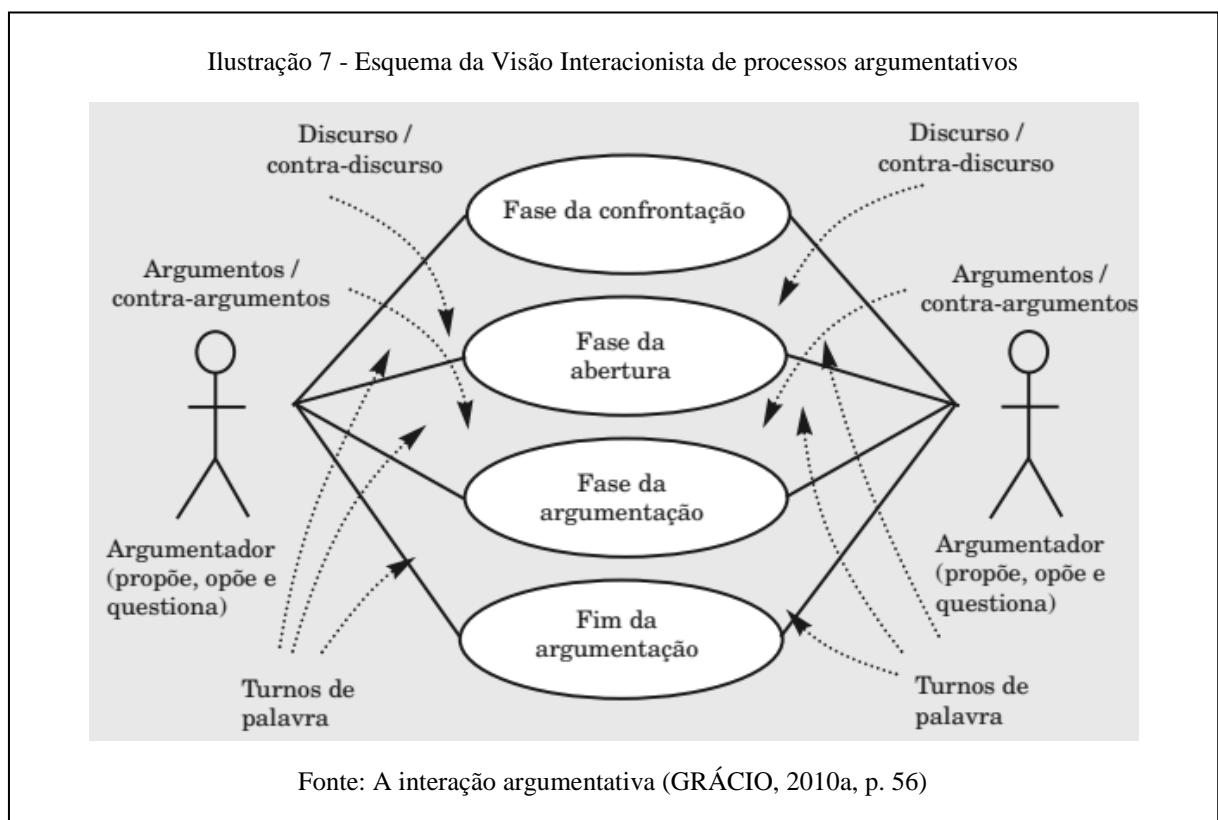 Ilustração 7 - Esquema da Visão Interacionista de processos argumentativos
Discurso /
contra-discurso
Discurso /
contra-discurso
Fase da confrontação
Argumentos /
contra-argumentos
Argumentos /
contra-argumentos
Fase da
abertura
Fase da
argumentação
Argumentador
(propõe, opõe e
questiona)
Argumentador
(propõe, opõe e
questiona)
Fim da
argumentação
Turnos de
palavra
Turnos de
palavra
Fonte: A interação argumentativa (GRÁCIO, 2010a, p. 56)